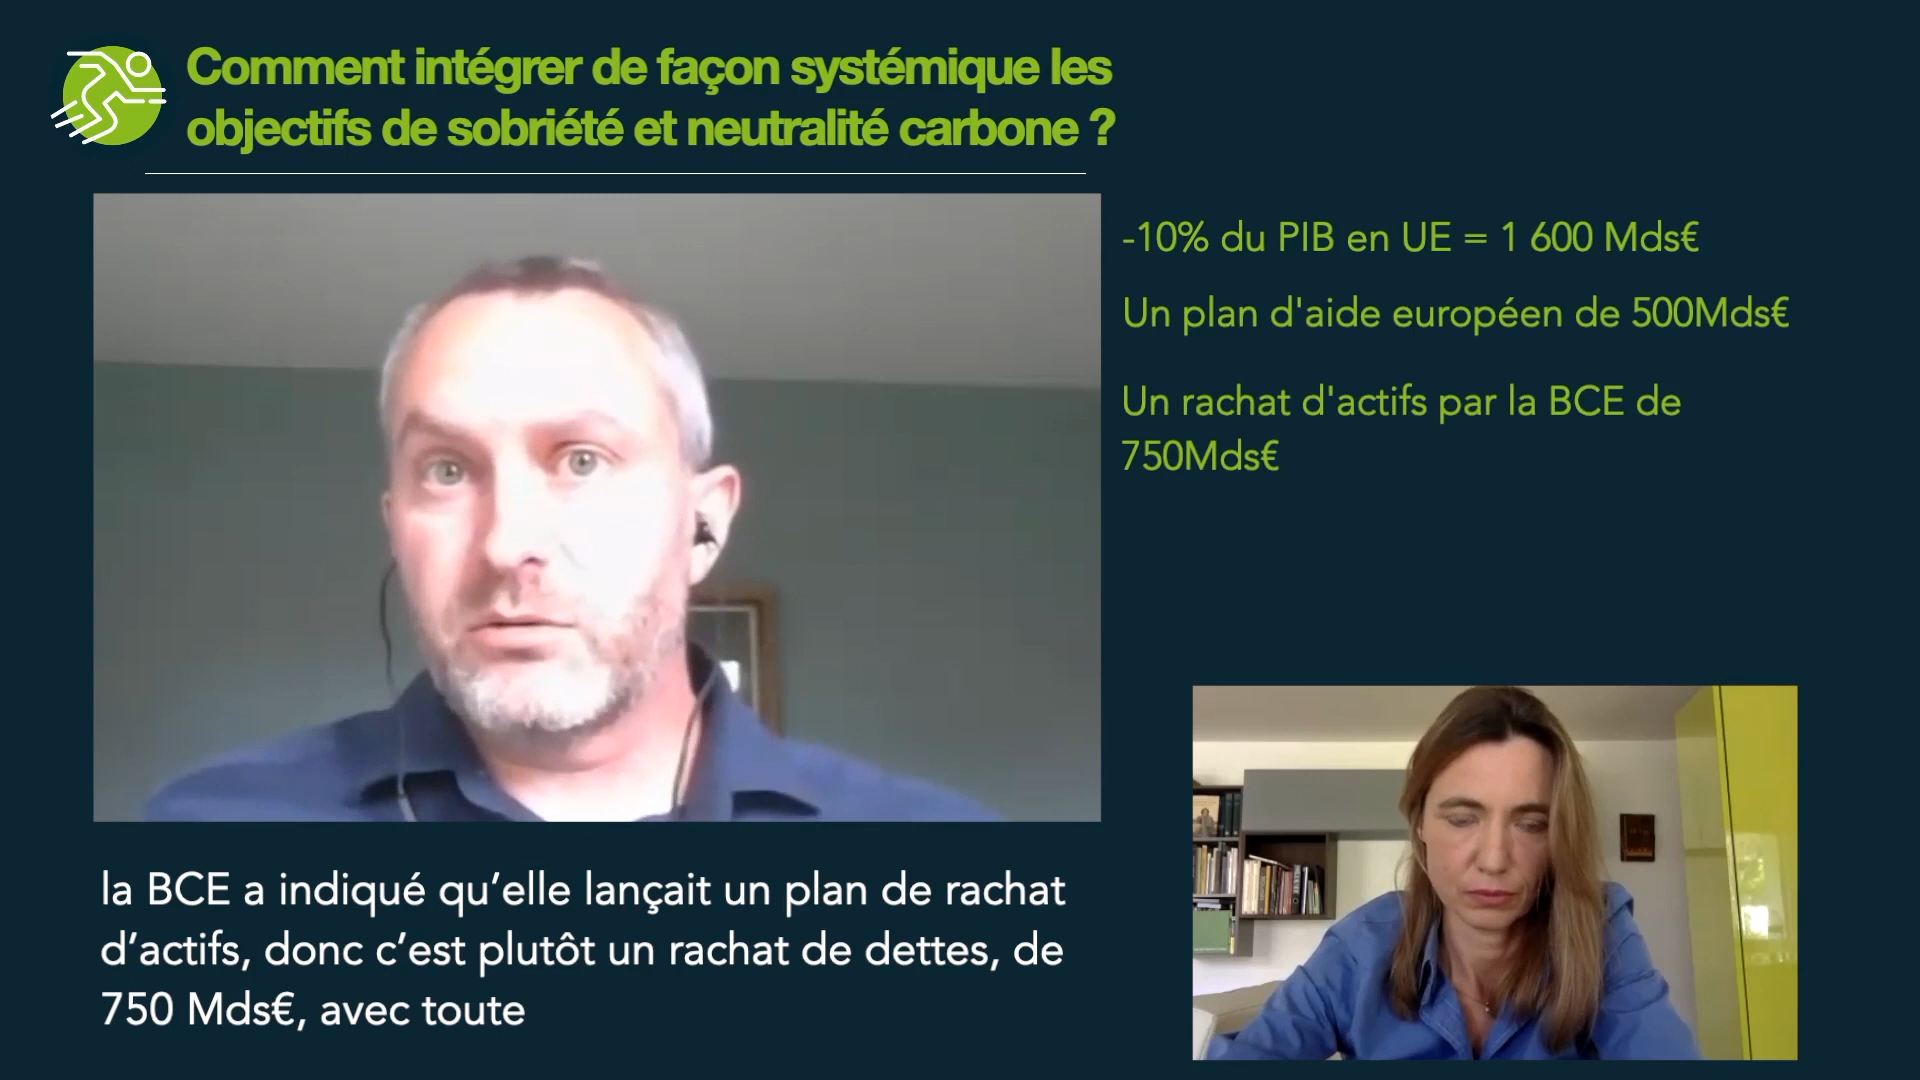 Comment intégrer de façon systémique les
objectifs de sobriété et neutralité carbone ?
-10% du PIB en UE = 1 600 Mds€
Un plan d'aide européen de 500Mds€
Un rachat d'actifs par la BCE de
750Mds€
la BCE a indiqué qu’elle lançait un plan de rachat
d’actifs, donc c’est plutôt un rachat de dettes, de
750 Mds€, avec toute